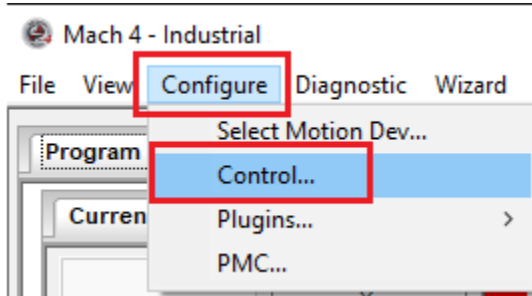 Mach 4 - Industrial
File View Configure Diagnostic Wizard
Select Motion Dev...
Program
Control...
Curren
Plugins... >
PMC...